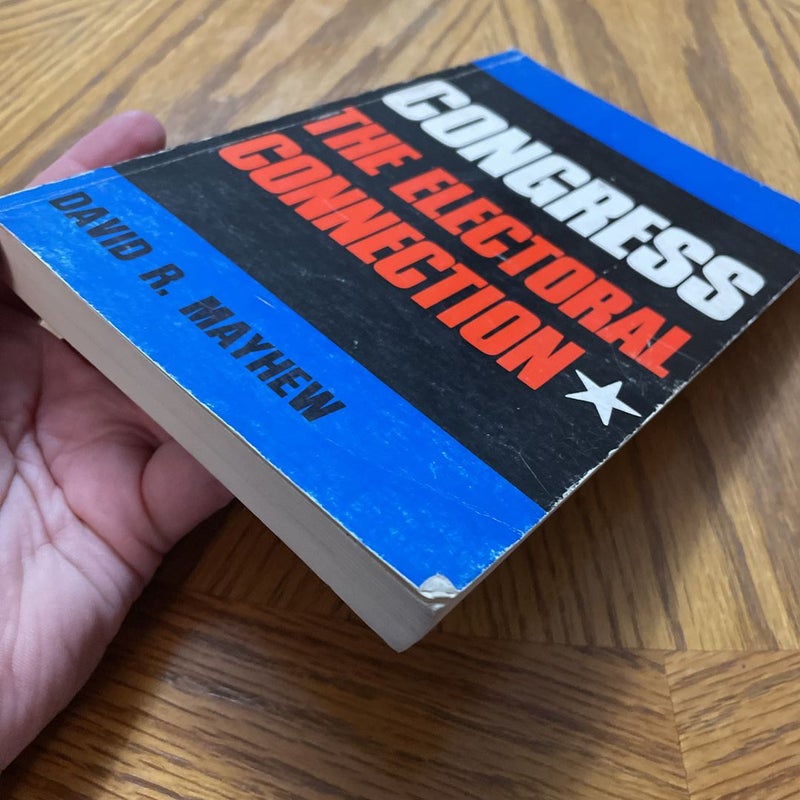 CONGRESS
THE ELECTORAL
CONNECTION
DAVID R. MAYHEW